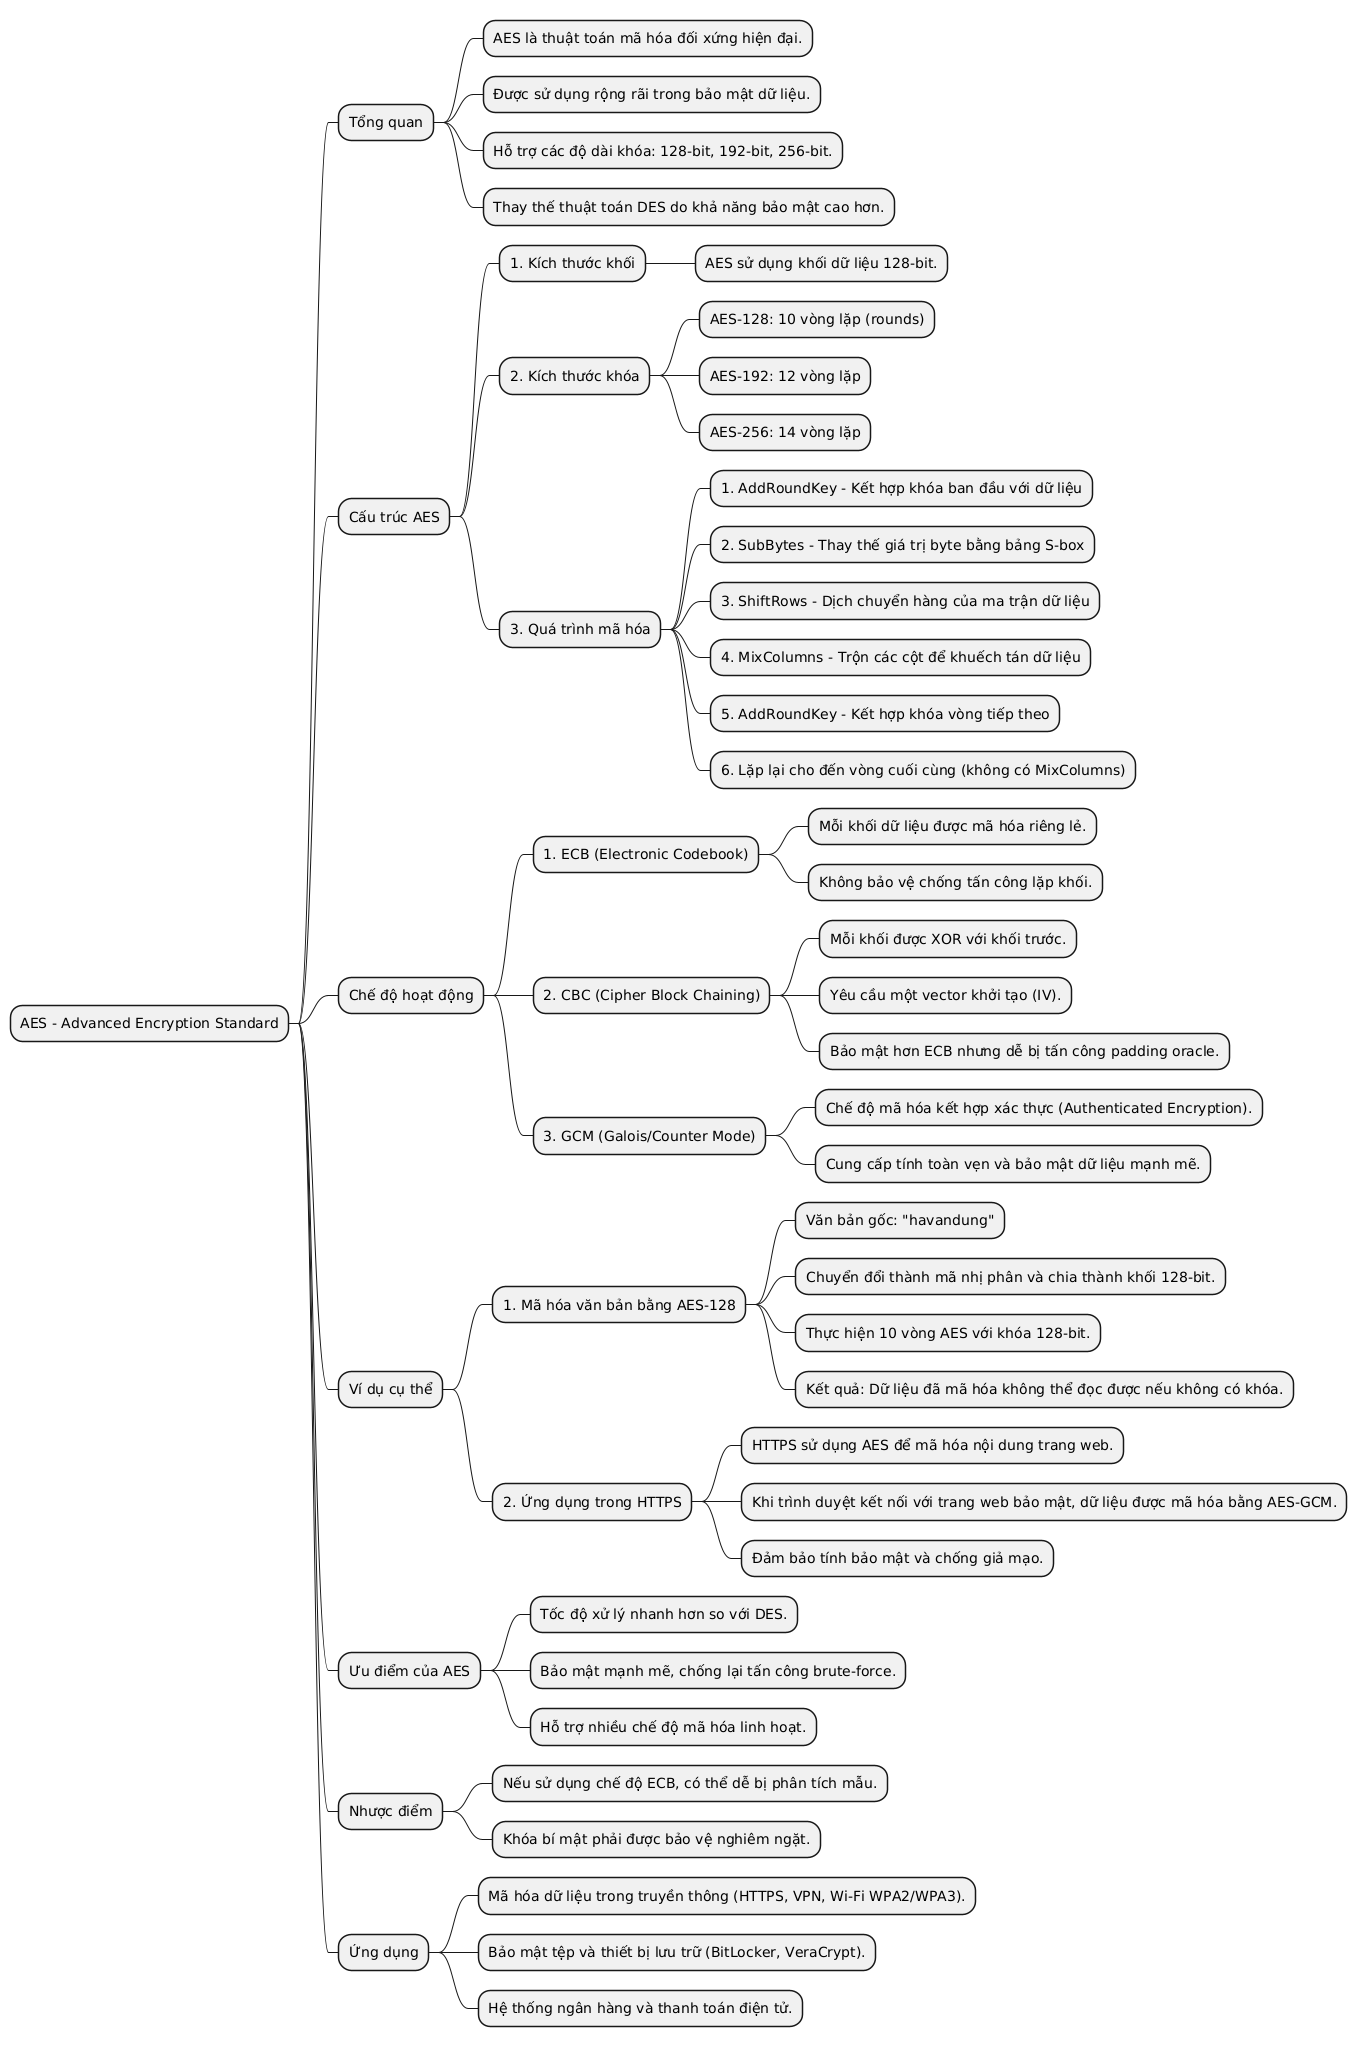 AES - Advanced Encryption Standard
Tổng quan
AES là thuật toán mã hóa đối xứng hiện đại.
Được sử dụng rộng rãi trong bảo mật dữ liệu.
Hỗ trợ các độ dài khóa: 128-bit, 192-bit, 256-bit.
Thay thế thuật toán DES do khả năng bảo mật cao hơn.
Cấu trúc AES
1. Kích thước khối
AES sử dụng khối dữ liệu 128-bit.
2. Kích thước khóa
AES-128: 10 vòng lặp (rounds)
AES-192: 12 vòng lặp
AES-256: 14 vòng lặp
3. Quá trình mã hóa
1. AddRoundKey - Kết hợp khóa ban đầu với dữ liệu
2. SubBytes - Thay thế giá trị byte bằng bảng S-box
3. ShiftRows - Dịch chuyển hàng của ma trận dữ liệu
4. MixColumns - Trộn các cột để khuếch tán dữ liệu
5. AddRoundKey - Kết hợp khóa vòng tiếp theo
6. Lặp lại cho đến vòng cuối cùng (không có MixColumns)
Chế độ hoạt động
1. ECB (Electronic Codebook)
Mỗi khối dữ liệu được mã hóa riêng lẻ.
Không bảo vệ chống tấn công lặp khối.
2. CBC (Cipher Block Chaining)
Mỗi khối được XOR với khối trước.
Yêu cầu một vector khởi tạo (IV).
Bảo mật hơn ECB nhưng dễ bị tấn công padding oracle.
3. GCM (Galois/Counter Mode)
Chế độ mã hóa kết hợp xác thực (Authenticated Encryption).
Cung cấp tính toàn vẹn và bảo mật dữ liệu mạnh mẽ.
Ví dụ cụ thể
1. Mã hóa văn bản bằng AES-128
Văn bản gốc: "havandung"
Chuyển đổi thành mã nhị phân và chia thành khối 128-bit.
Thực hiện 10 vòng AES với khóa 128-bit.
Kết quả: Dữ liệu đã mã hóa không thể đọc được nếu không có khóa.
2. Ứng dụng trong HTTPS
HTTPS sử dụng AES để mã hóa nội dung trang web.
Khi trình duyệt kết nối với trang web bảo mật, dữ liệu được mã hóa bằng AES-GCM.
Đảm bảo tính bảo mật và chống giả mạo.
Ưu điểm của AES
Tốc độ xử lý nhanh hơn so với DES.
Bảo mật mạnh mẽ, chống lại tấn công brute-force.
Hỗ trợ nhiều chế độ mã hóa linh hoạt.
Nhược điểm
Nếu sử dụng chế độ ECB, có thể dễ bị phân tích mẫu.
Khóa bí mật phải được bảo vệ nghiêm ngặt.
Ứng dụng
Mã hóa dữ liệu trong truyền thông (HTTPS, VPN, Wi-Fi WPA2/WPA3).
Bảo mật tệp và thiết bị lưu trữ (BitLocker, VeraCrypt).
Hệ thống ngân hàng và thanh toán điện tử.